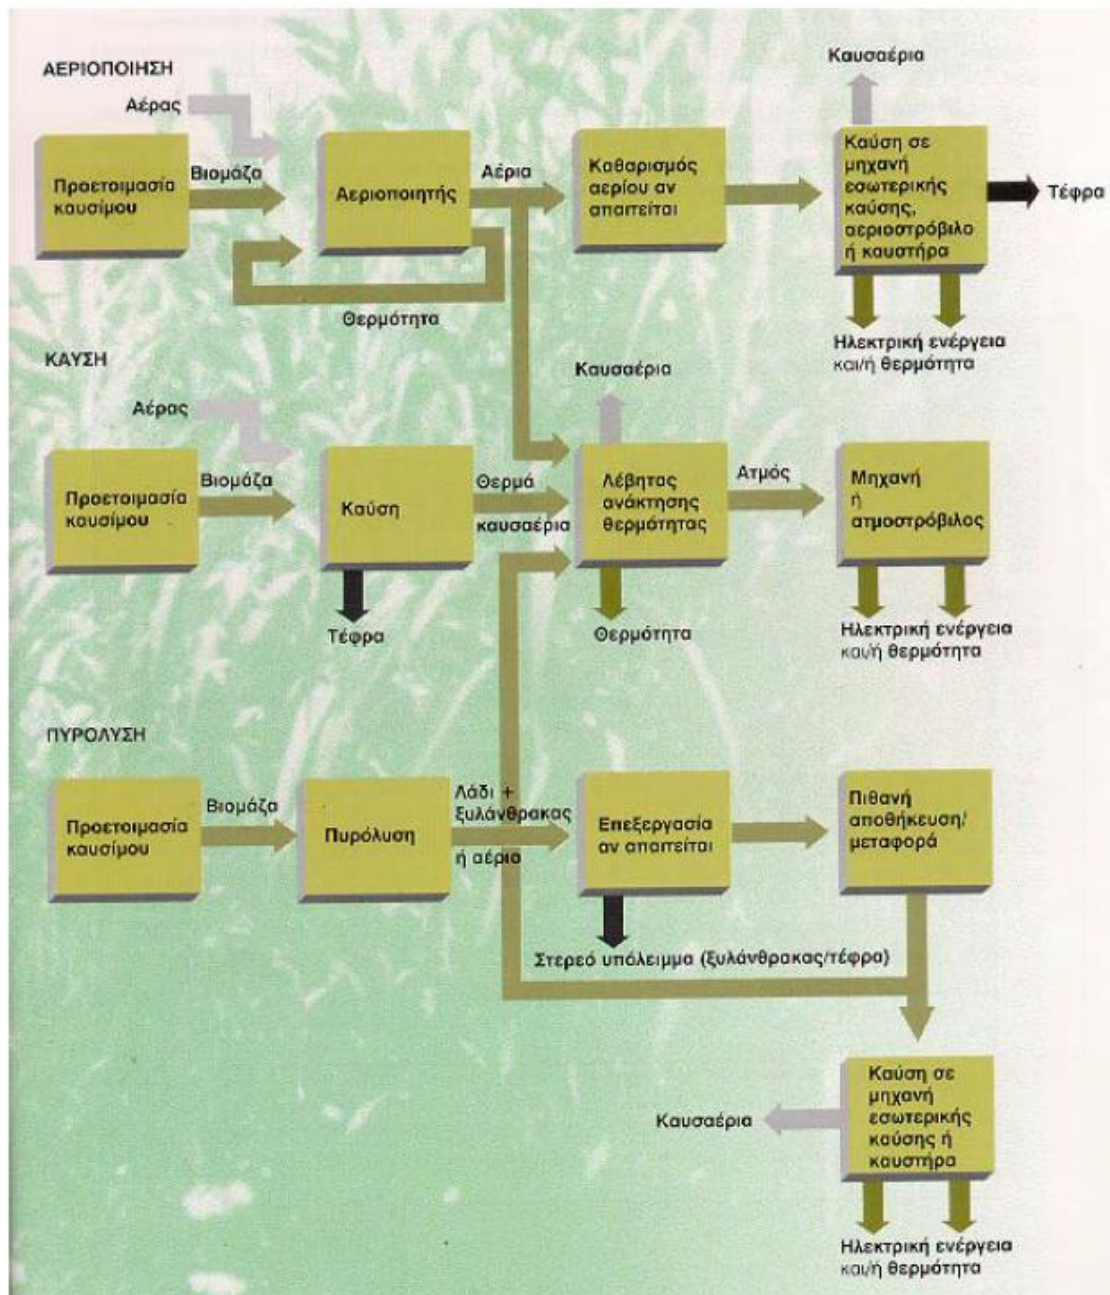 ΑΕΡΙΟΠΟΙΗΣΗ
Αέρας
Προετοιμασία
καυσίμου
Βιομάζα
Αεριοποιητής
Αέρια
Καθαρισμός
αερίου αν
απαιτείται
Καυσαέρια
Καύση σε
μηχανή
εσωτερικής
καύσης,
αεριοστρόβιλο
ή καυστήρα
Τέφρα
Θερμότητα
Ηλεκτρική ενέργεια
και/ή θερμότητα
ΚΑΥΣΗ
Αέρας
Προετοιμασία
καυσίμου
Βιομάζα
Καύση
Τέφρα
Θερμά
καυσαέρια
Καυσαέρια
Λέβητας
ανάκτησης
θερμότητας
Θερμότητα
Ατμός
Μηχανή
ή
ατμοστρόβιλος
Ηλεκτρική ενέργεια
και/ή θερμότητα
ΠΥΡΟΛΥΣΗ
Προετοιμασία
καυσίμου
Βιομάζα
Πυρόλυση
Λάδι +
ξυλάνθρακας
ή αέρια
Επεξεργασία
αν απαιτείται
Στερεό υπόλειμμα (ξυλάνθρακας/τέφρα)
Πιθανή
αποθήκευση/
μεταφορά
Καύση σε
μηχανή
εσωτερικής
καύσης ή
καυστήρα
Καυσαέρια
Ηλεκτρική ενέργεια
και/ή θερμότητα